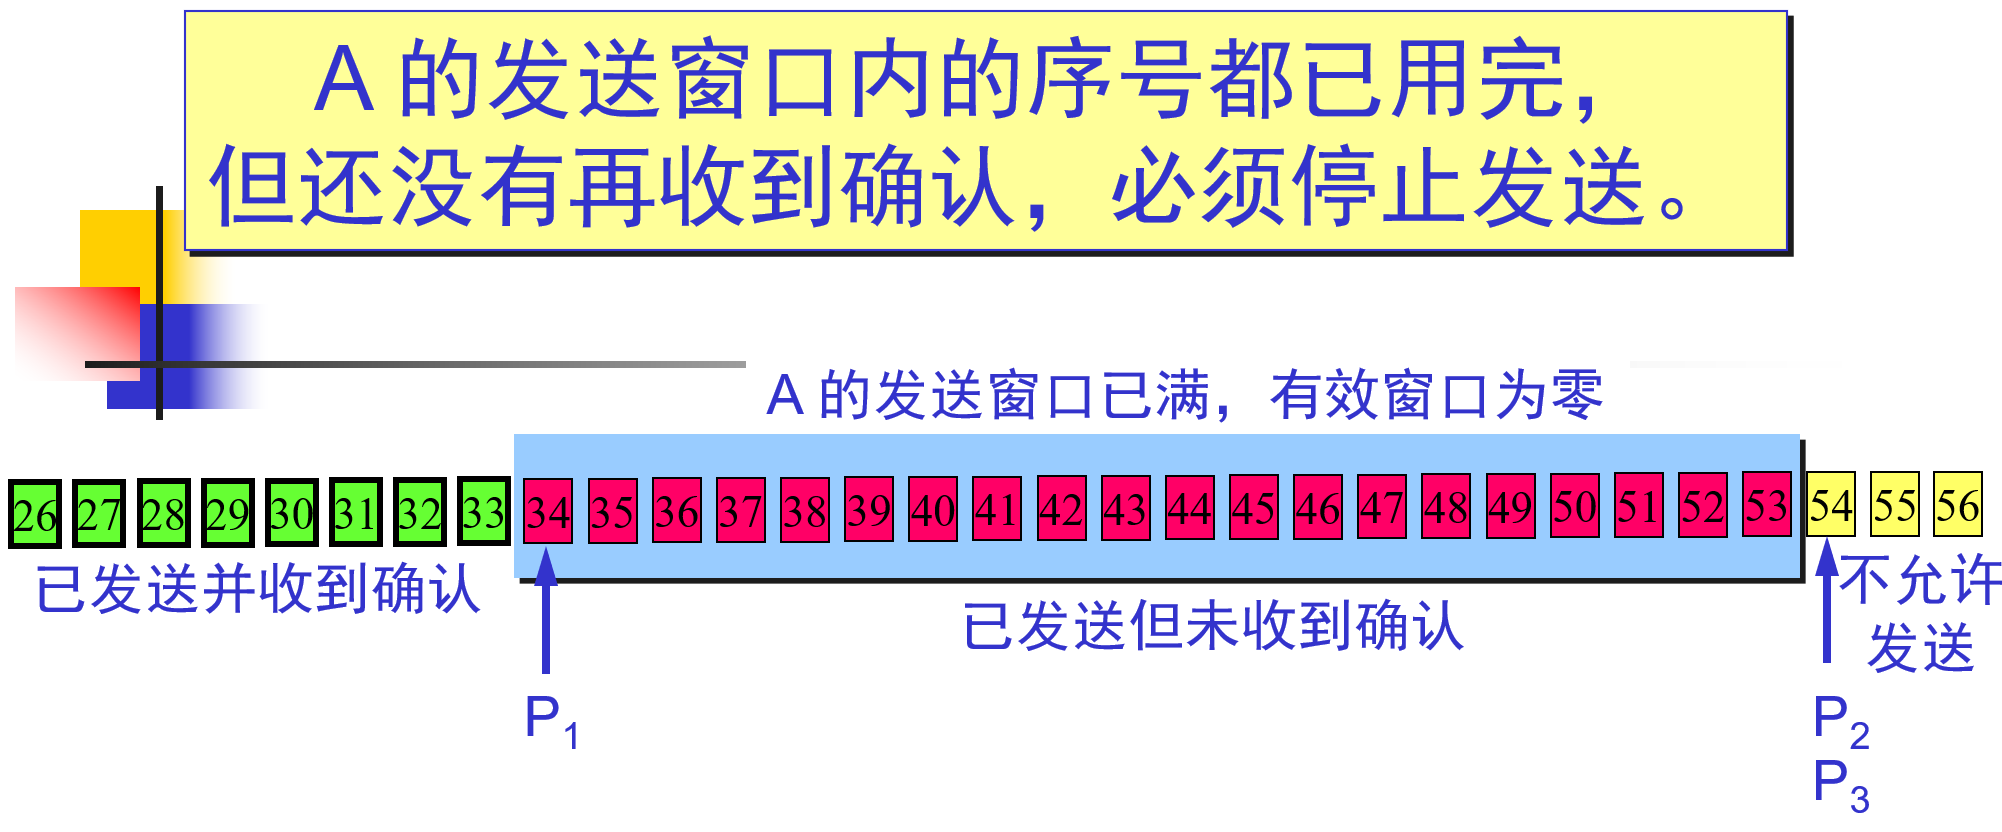 A 的发送窗口内的序号都已用完，
但还没有再收到确认，必须停止发送。
A 的发送窗口已满，有效窗口为零
26 27 28 29 30 31 32 33 34 35 36 37 38 39 40 41 42 43 44 45 46 47 48 49 50 51 52 53 54 55 56
已发送并收到确认
已发送但未收到确认
不允许
发送
P1
P2
P3